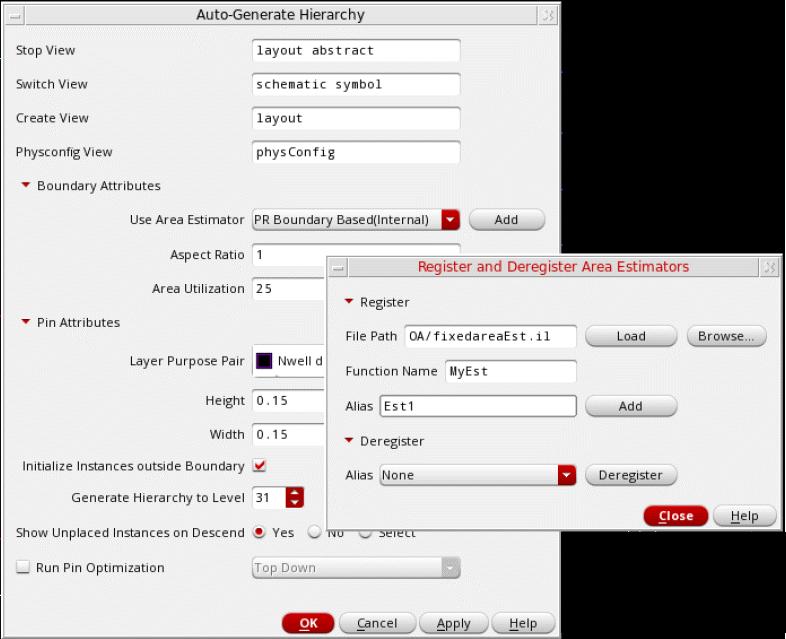 Auto-Generate Hierarchy
Stop View layout abstract
Switch View schematic symbol
Create View layout
Physconfig View physConfig
Boundary Attributes
Use Area Estimator PR Boundary Based(Internal) Add
Aspect Ratio 1
Area Utilization 25
Pin Attributes
Layer Purpose Pair Nwell d
Height 0.15
Width 0.15
Initialize Instances outside Boundary
Generate Hierarchy to Level 31
Show Unplaced Instances on Descend Yes No Select
Run Pin Optimization Top Down
OK Cancel Apply Help
Register and Deregister Area Estimators
Register
File Path OA/fixedareaEst.il Load Browse...
Function Name MyEst
Alias Est1 Add
Deregister
Alias None Deregister
Close Help